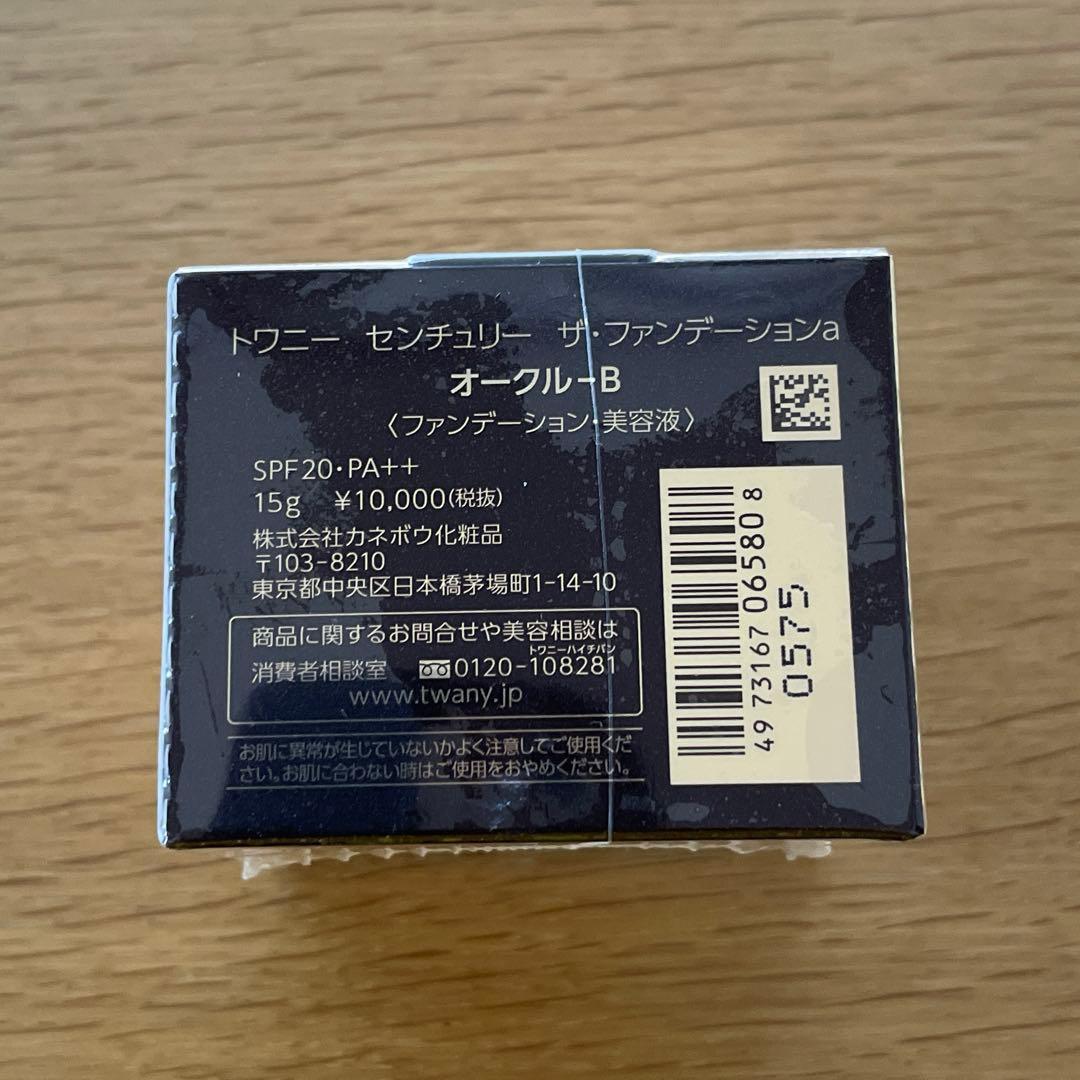 トワニー センチュリー ザ・ファンデーションa
オークル-B
〈ファンデーション・美容液〉
SPF20・PA++
15g ¥10,000(税抜)
株式会社カネボウ化粧品
〒103-8210
東京都中央区日本橋茅場町1-14-10
商品に関するお問合せや美容相談は
トワニーハイチバン
消費者相談室 0120-108281
www.twany.jp
お肌に異常が生じていないかよく注意してご使用くだ
さい。お肌に合わない時はご使用をおやめください。
4973167065808
0575